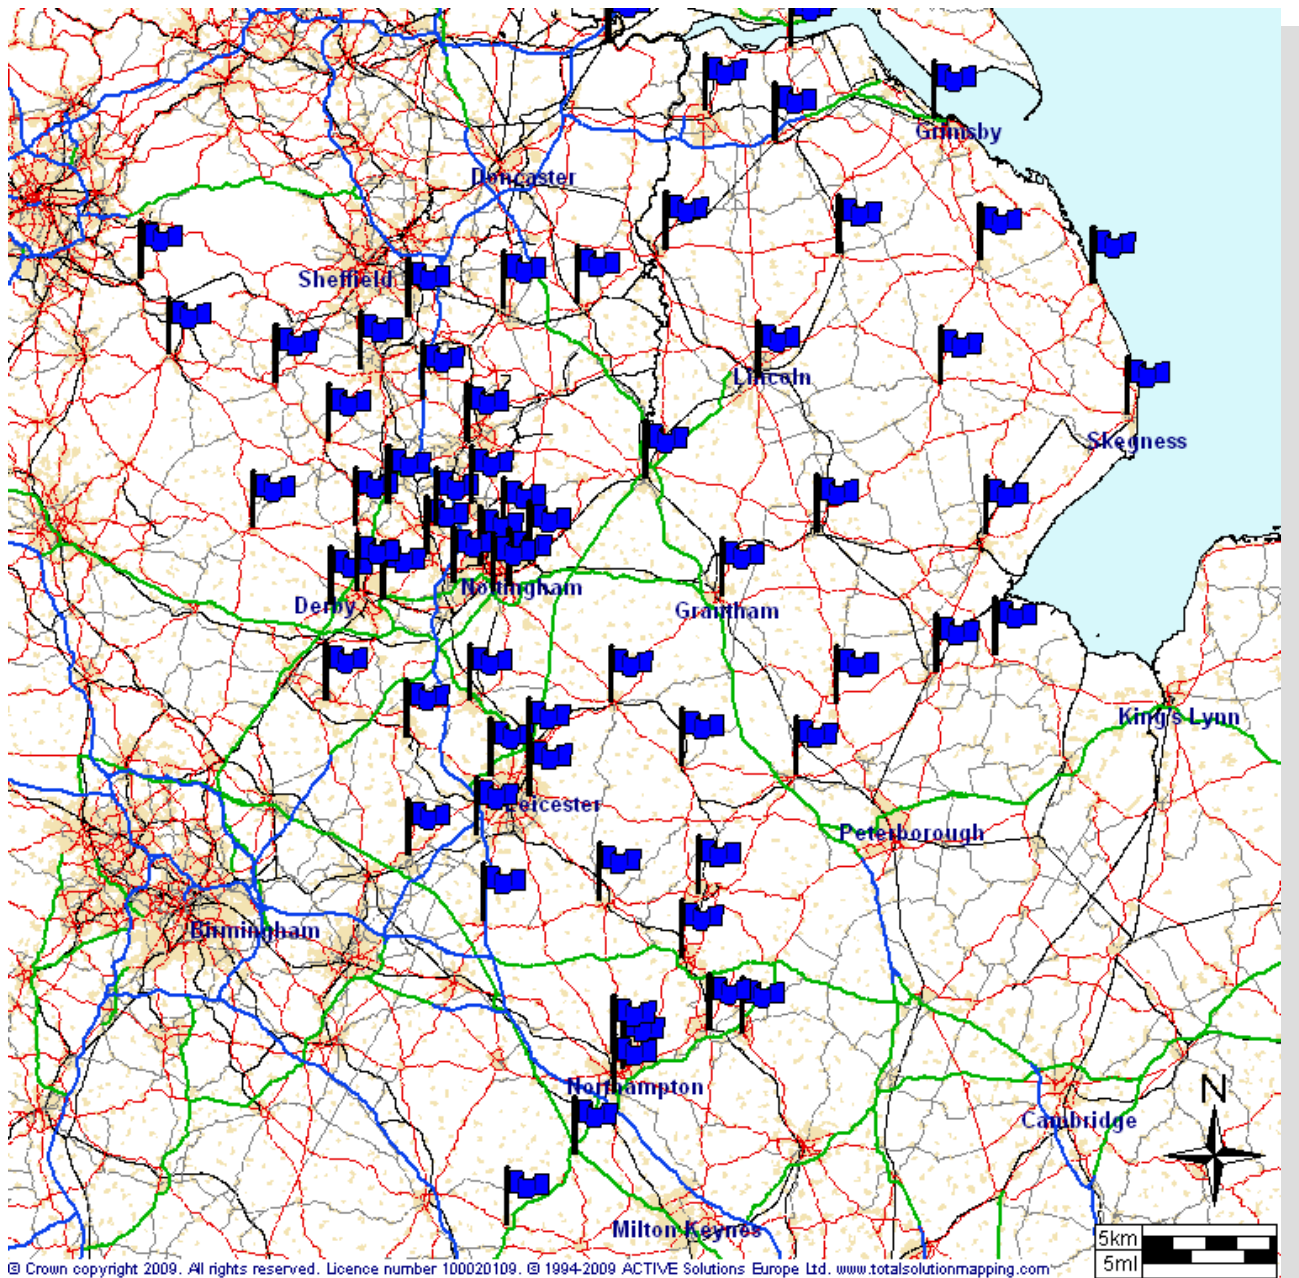 Grimsby
Doncaster
Sheffield
Lincoln
Skegness
Nottingham
Derby
Grantham
King's Lynn
Leicester
Peterborough
Birmingham
Northampton
N
Cambridge
Milton Keynes
5km
5ml
© Crown copyright 2009. All rights reserved. Licence number 100020109. © 1994-2009 ACTIVE Solutions Europe Ltd. www.totalsolutionmapping.com